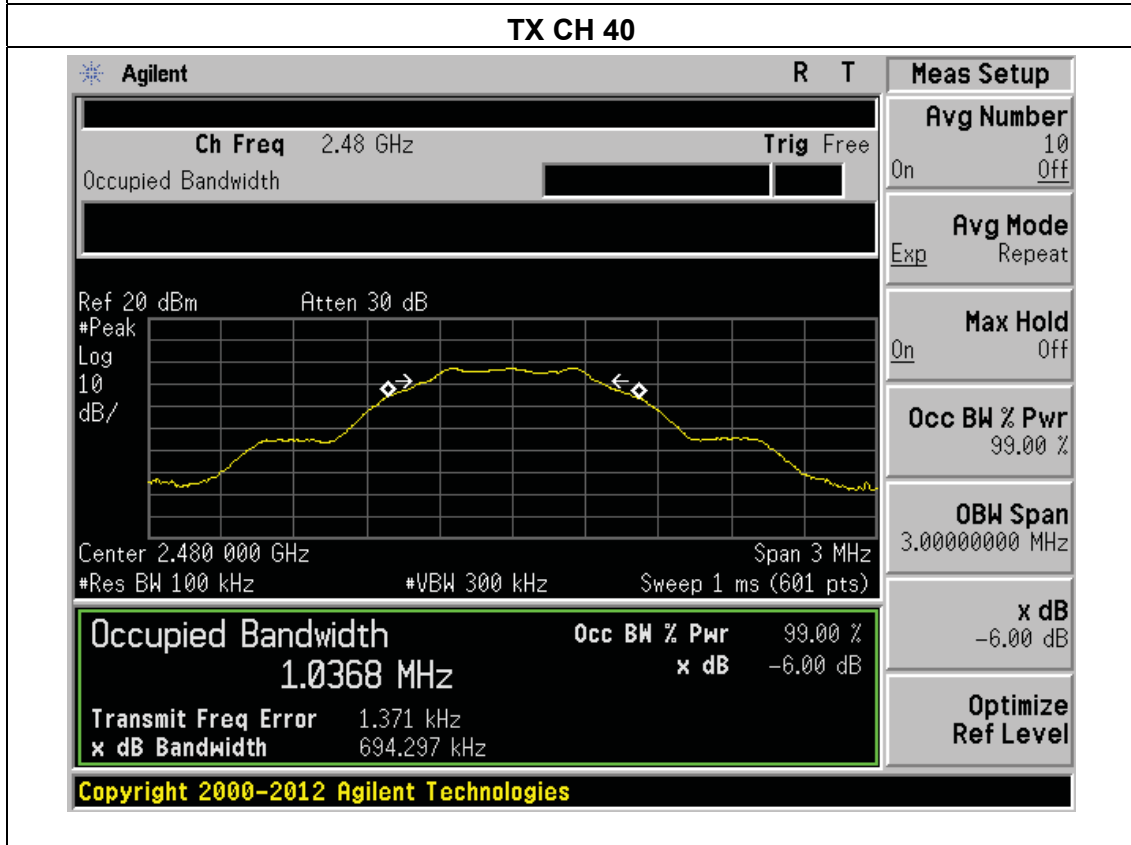 TX CH 40
Agilent R T
Ch Freq 2.48 GHz Trig Free
Occupied Bandwidth
Ref 20 dBm Atten 30 dB
#Peak
Log
10
dB/
Center 2.480 000 GHz Span 3 MHz
#Res BW 100 kHz #VBW 300 kHz Sweep 1 ms (601 pts)
Occupied Bandwidth Occ BW % Pwr 99.00 %
1.0368 MHz x dB -6.00 dB
Transmit Freq Error 1.371 kHz
x dB Bandwidth 694.297 kHz
Copyright 2000-2012 Agilent Technologies
Meas Setup
Avg Number
10
On Off
Avg Mode
Exp Repeat
Max Hold
On Off
Occ BW % Pwr
99.00 %
OBW Span
3.00000000 MHz
x dB
-6.00 dB
Optimize
Ref Level